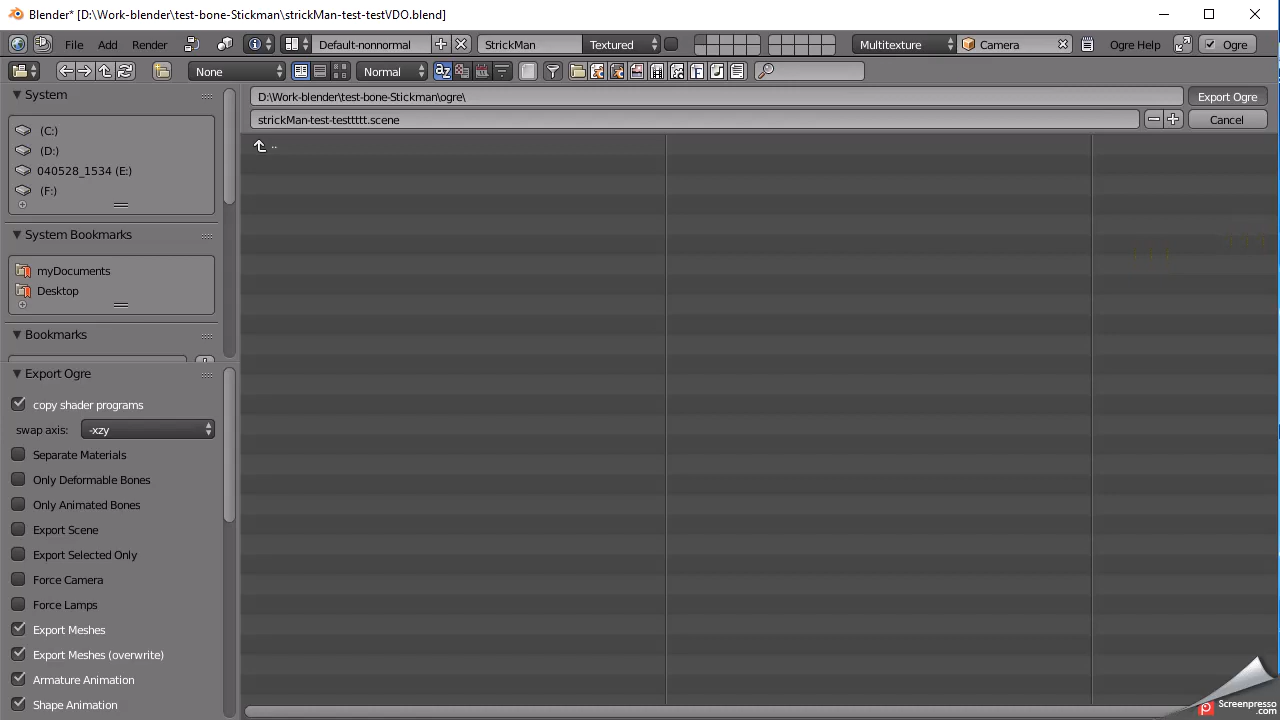 Blender* [D:\Work-blender\test-bone-Stickman\strickMan-test-testVDO.blend]
File Add Render Default-nonnormal StrickMan Textured Multitexture Camera Ogre Help Ogre
None Normal
System
D:\Work-blender\test-bone-Stickman\ogre\
Export Ogre
strickMan-test-testtttt.scene
Cancel
(C:)
(D:)
040528_1534 (E:)
(F:)
..
System Bookmarks
myDocuments
Desktop
Bookmarks
Export Ogre
copy shader programs
swap axis: -xzy
Separate Materials
Only Deformable Bones
Only Animated Bones
Export Scene
Export Selected Only
Force Camera
Force Lamps
Export Meshes
Export Meshes (overwrite)
Armature Animation
Shape Animation
Screenpresso
.com